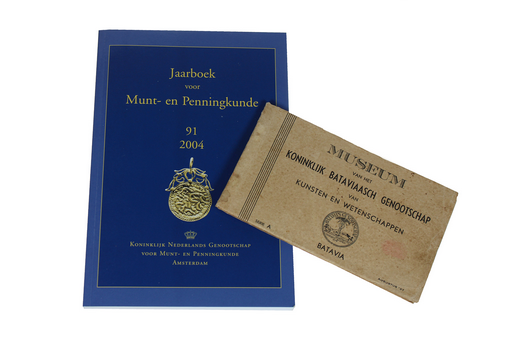 Jaarboek
voor
Munt- en Penningkunde
91
2004
Koninklijk Nederlands Genootschap
voor Munt- en Penningkunde
Amsterdam
MUSEUM
VAN HET
KONINKLIJK BATAVIAASCH GENOOTSCHAP
VAN
KUNSTEN EN WETENSCHAPPEN
SERIE A
BATAVIA